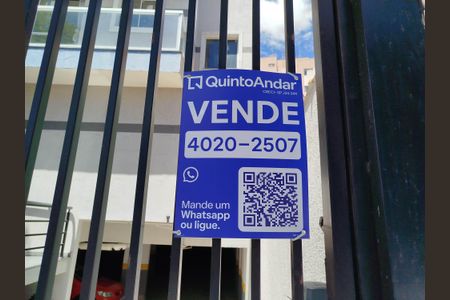 QuintoAndar
VENDE
4020-2507
Mande um
Whatsapp
ou ligue.